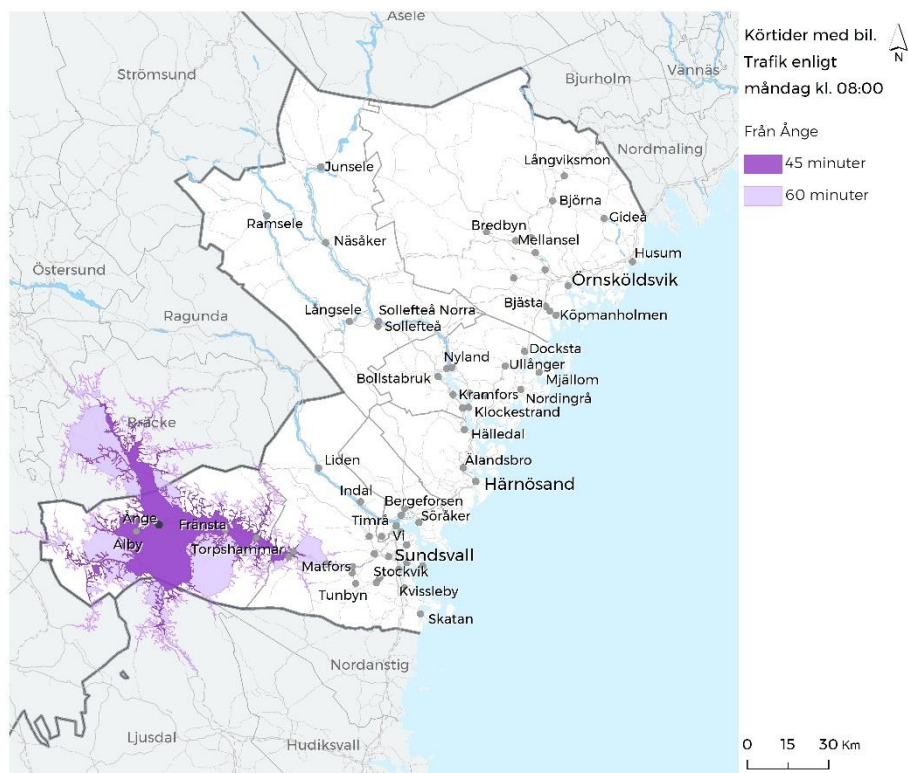 Åsele
Körtider med bil.
Trafik enligt
måndag kl. 08:00
N
Från Ånge
45 minuter
60 minuter
Strömsund
Bjurholm
Vännäs
Nordmaling
Långviksmon
Junsele
Björna
Gideå
Ramsele
Bredbyn
Mellansel
Näsåker
Husum
Östersund
Örnsköldsvik
Ragunda
Långsele
Sollefteå Norra
Sollefteå
Bjästa
Köpmanholmen
Docksta
Nyland
Ullånger
Bollstabruk
Mjällom
Kramfors
Nordingrå
Klockestrand
Bräcke
Hälledal
Liden
Älandsbro
Härnösand
Indal
Bergeforsen
Ånge
Fränsta
Timrå
Söråker
Alby
Torpshammar
Vi
Sundsvall
Matfors
Stockvik
Tunbyn
Kvissleby
Skatan
Nordanstig
Ljusdal
Hudiksvall
0 15 30 Km